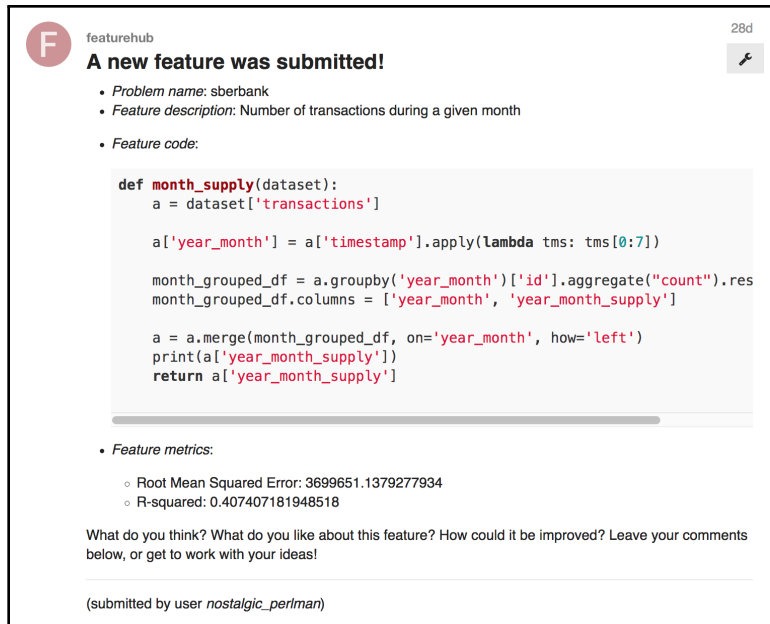 F
featurehub
28d
A new feature was submitted!
• Problem name: sberbank
• Feature description: Number of transactions during a given month
• Feature code:
def month_supply(dataset):
    a = dataset['transactions']
    a['year_month'] = a['timestamp'].apply(lambda tms: tms[0:7])
    month_grouped_df = a.groupby('year_month')['id'].aggregate("count").res
    month_grouped_df.columns = ['year_month', 'year_month_supply']
    a = a.merge(month_grouped_df, on='year_month', how='left')
    print(a['year_month_supply'])
    return a['year_month_supply']
• Feature metrics:
◦ Root Mean Squared Error: 3699651.1379277934
◦ R-squared: 0.407407181948518
What do you think? What do you like about this feature? How could it be improved? Leave your comments
below, or get to work with your ideas!
(submitted by user nostalgic_perlman)